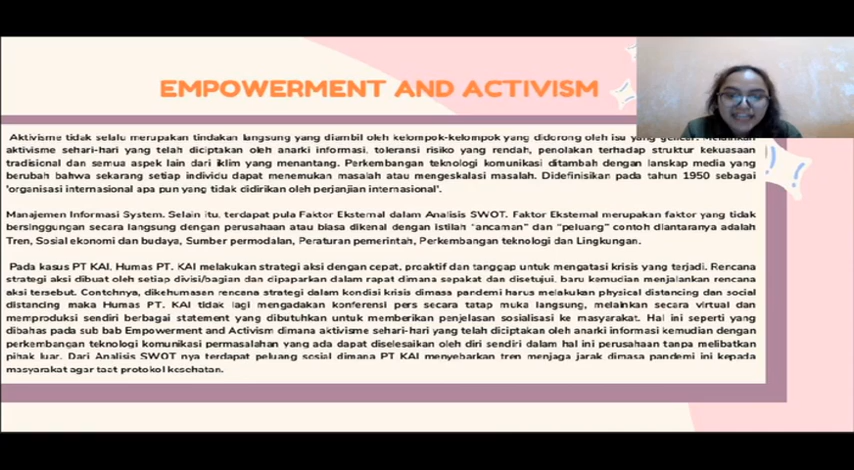 EMPOWERMENT AND ACTIVISM
Aktivisme tidak selalu merupakan tindakan langsung yang diambil oleh kelompok-kelompok yang didorong oleh isu yang
aktivisme sehari-hari yang telah diciptakan oleh anarki informasi, toleransi risiko yang rendah, penolakan terhadap struktur kekuasaan
tradisional dan semua aspek lain dari iklim yang menantang. Perkembangan teknologi komunikasi ditambah dengan lanskap media yang
berubah bahwa sekarang setiap individu dapat menemukan masalah atau mengeskalasi masalah. Didefinisikan pada tahun 1950 sebagai
'organisasi internasional apa pun yang tidak didirikan oleh perjanjian internasional'.
Manajemen Informasi System. Selain itu, terdapat pula Faktor Eksternal dalam Analisis SWOT. Faktor Eksternal merupakan faktor yang tidak
bersinggungan secara langsung dengan perusahaan atau biasa dikenal dengan istilah "ancaman" dan "peluang" contoh diantaranya adalah
Tren, Sosial ekonomi dan budaya, Sumber permodalan, Peraturan pemerintah, Perkembangan teknologi dan Lingkungan.
Pada kasus PT KAI, Humas PT. KAI melakukan strategi aksi dengan cepat, proaktif dan tanggap untuk mengatasi krisis yang terjadi. Rencana
strategi aksi dibuat oleh setiap divisi/bagian dan dipaparkan dalam rapat dimana sepakat dan disetujui, baru kemudian menjalankan rencana
aksi tersebut. Contohnya, dikehumasan rencana strategi dalam kondisi krisis dimasa pandemi harus melakukan physical distancing dan social
distancing maka Humas PT. KAI tidak lagi mengadakan konferensi pers secara tatap muka langsung, melainkan secara virtual dan
memproduksi sendiri berbagai statement yang dibutuhkan untuk memberikan penjelasan sosialisasi ke masyarakat. Hal ini seperti yang
dibahas pada sub bab Empowerment and Activism dimana aktivisme sehari-hari yang telah diciptakan oleh anarki informasi kemudian dengan
perkembangan teknologi komunikasi permasalahan yang ada dapat diselesaikan oleh diri sendiri dalam hal ini perusahaan tanpa melibatkan
pihak luar. Dari Analisis SWOT nya terdapat peluang sosial dimana PT KAI menyebarkan tren menjaga jarak dimasa pandemi ini kepada
masyarakat agar taat protokol kesehatan.